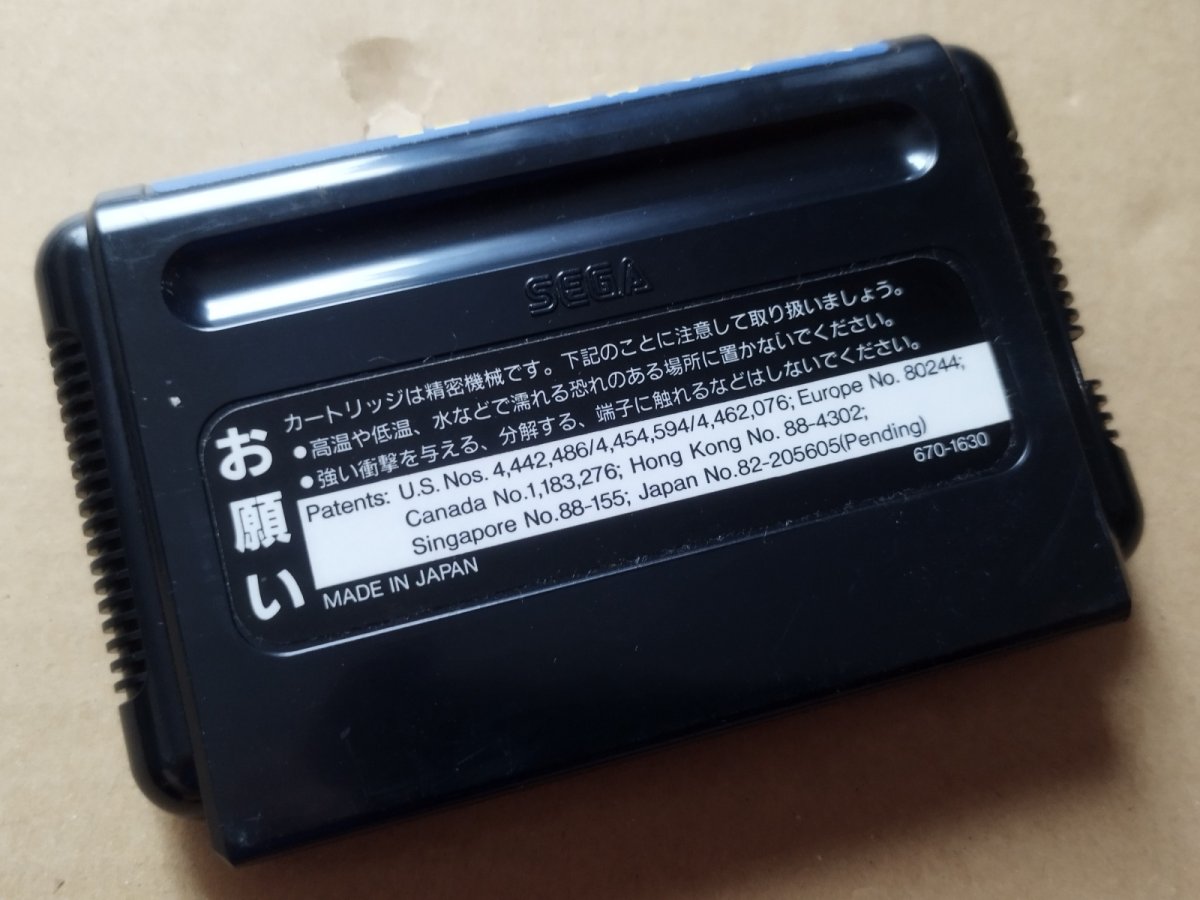 SEGA
お願い
カートリッジは精密機械です。下記のことに注意して取り扱いましょう。
●高温や低温、水などで濡れる恐れのある場所に置かないでください。
●強い衝撃を与える、分解する、端子に触れるなどはしないでください。
Patents: U.S. Nos. 4,442,486/4,454,594/4,462,076; Europe No. 80244;
Canada No.1,183,276; Hong Kong No. 88-4302;
Singapore No.88-155; Japan No.82-205605(Pending)
MADE IN JAPAN
670-1630